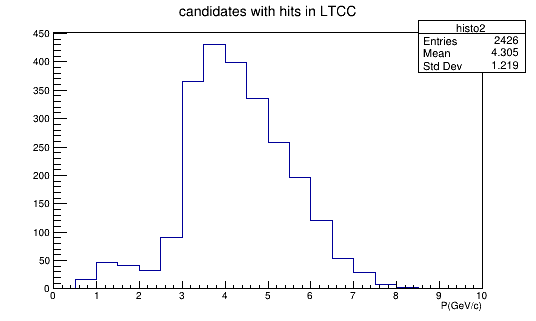 candidates with hits in LTCC
histo2
Entries 2426
Mean 4.305
Std Dev 1.219
450
400
350
300
250
200
150
100
50
0
0 1 2 3 4 5 6 7 8 9 10
P(GeV/c)